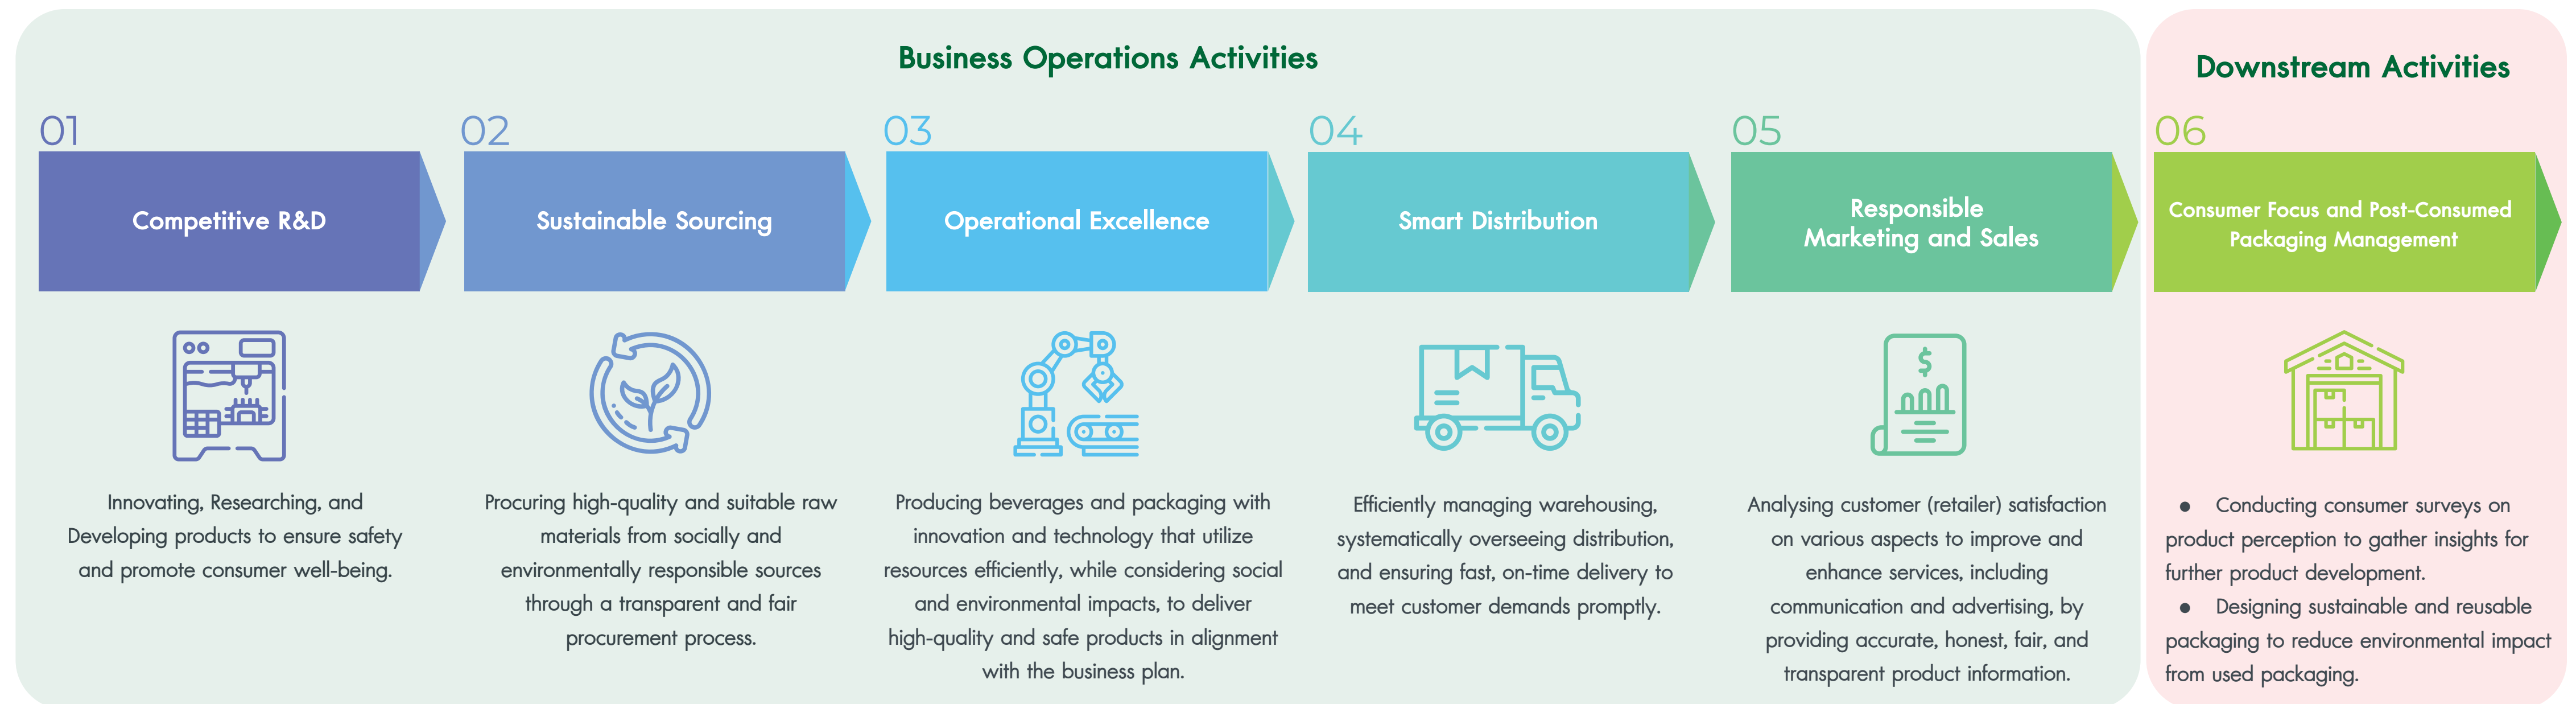 Business Operations Activities
01
Competitive R&D
Innovating, Researching, and
Developing products to ensure safety
and promote consumer well-being.
02
Sustainable Sourcing
Procuring high-quality and suitable raw
materials from socially and
environmentally responsible sources
through a transparent and fair
procurement process.
03
Operational Excellence
Producing beverages and packaging with
innovation and technology that utilize
resources efficiently, while considering social
and environmental impacts, to deliver
high-quality and safe products in alignment
with the business plan.
04
Smart Distribution
Efficiently managing warehousing,
systematically overseeing distribution,
and ensuring fast, on-time delivery to
meet customer demands promptly.
05
Responsible
Marketing and Sales
$
Analysing customer (retailer) satisfaction
on various aspects to improve and
enhance services, including
communication and advertising, by
providing accurate, honest, fair, and
transparent product information.
Downstream Activities
06
Consumer Focus and Post-Consumed
Packaging Management
● Conducting consumer surveys on
product perception to gather insights for
further product development.
● Designing sustainable and reusable
packaging to reduce environmental impact
from used packaging.